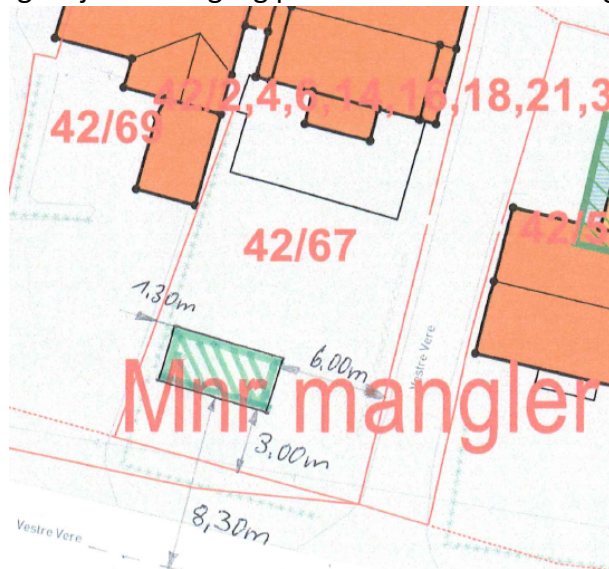 42/2,4,6,14,16,18,21,3
42/69
42/67
42/5
1,30m
6,00m
Mnr mangler
Vestre Vere
3,00m
8,30m
Vestre Vere